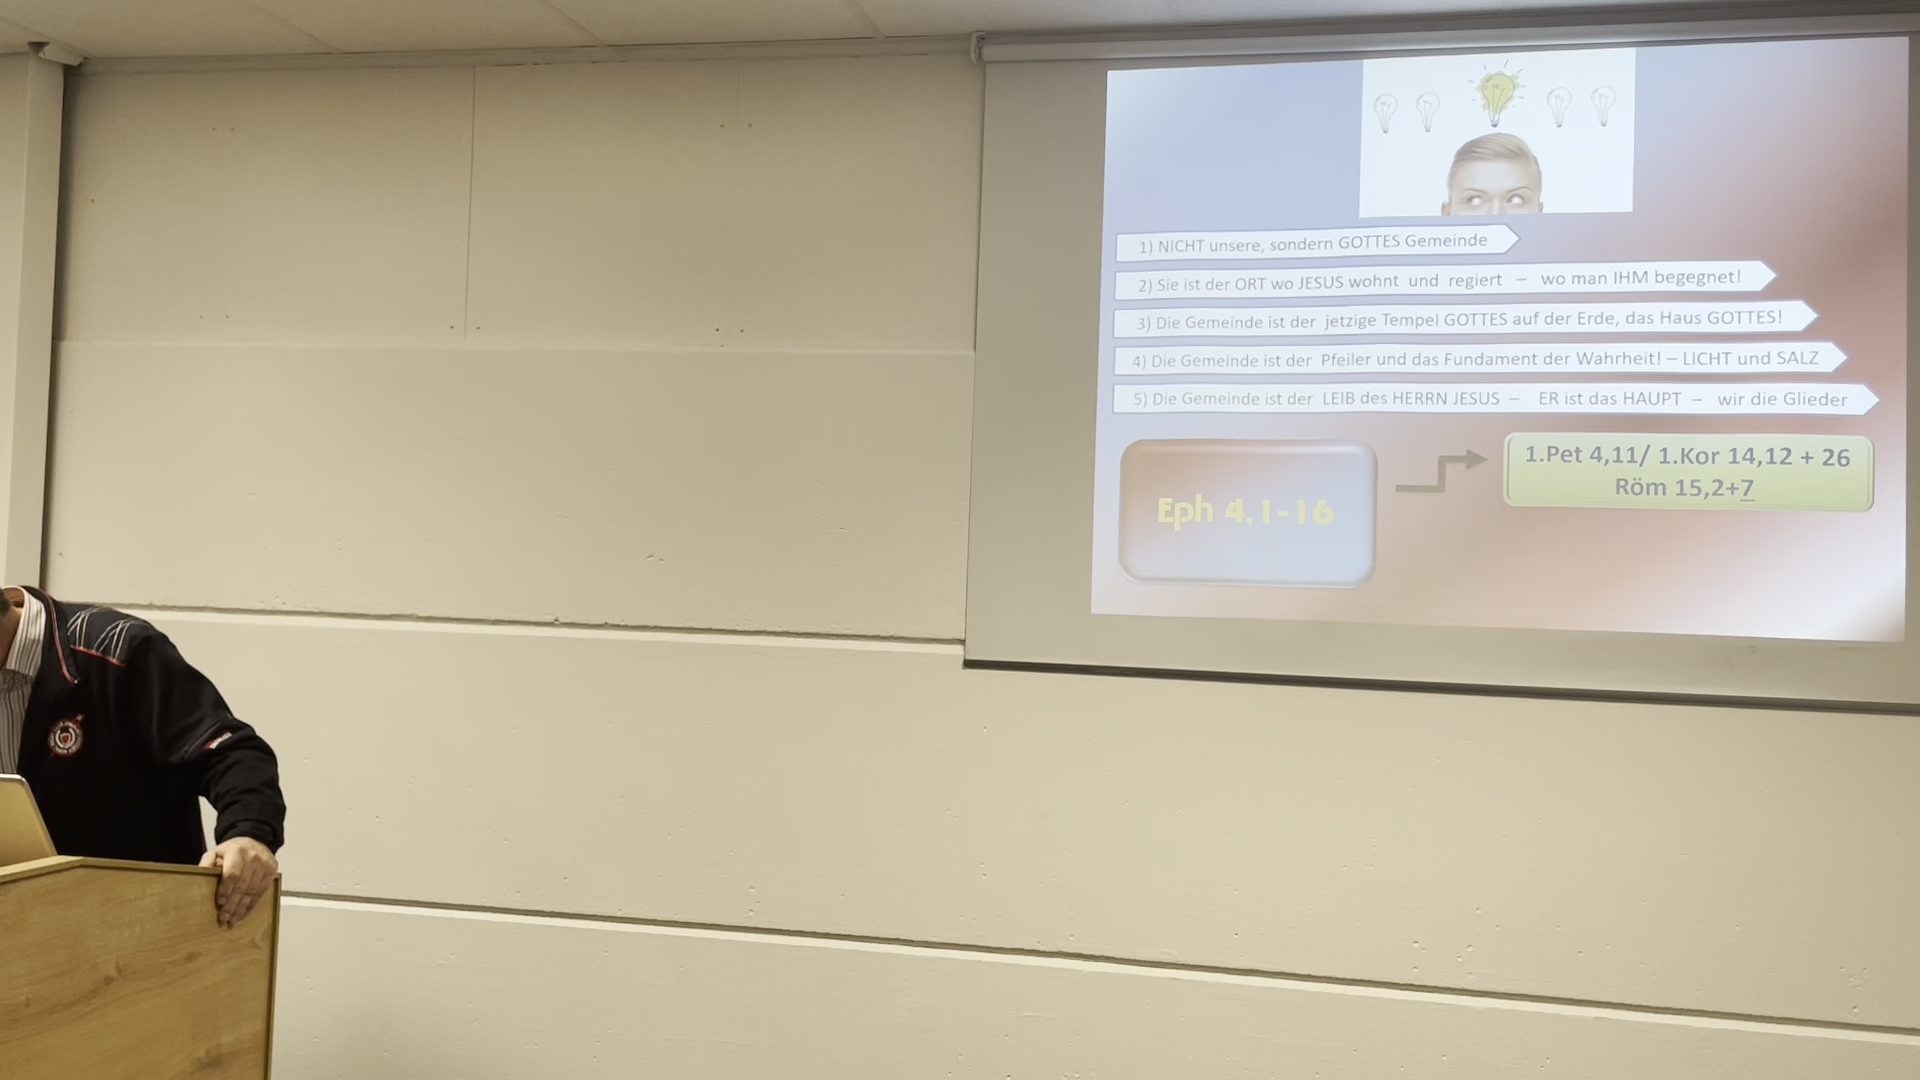 1) NICHT unsere, sondern GOTTES Gemeinde
2) Sie ist der ORT wo JESUS wohnt und regiert – wo man IHM begegnet!
3) Die Gemeinde ist der jetzige Tempel GOTTES auf der Erde, das Haus GOTTES!
4) Die Gemeinde ist der Pfeiler und das Fundament der Wahrheit! – LICHT und SALZ
5) Die Gemeinde ist der LEIB des HERRN JESUS – ER ist das HAUPT – wir die Glieder
Eph 4,1-16
1.Pet 4,11/ 1.Kor 14,12 + 26
Röm 15,2+7